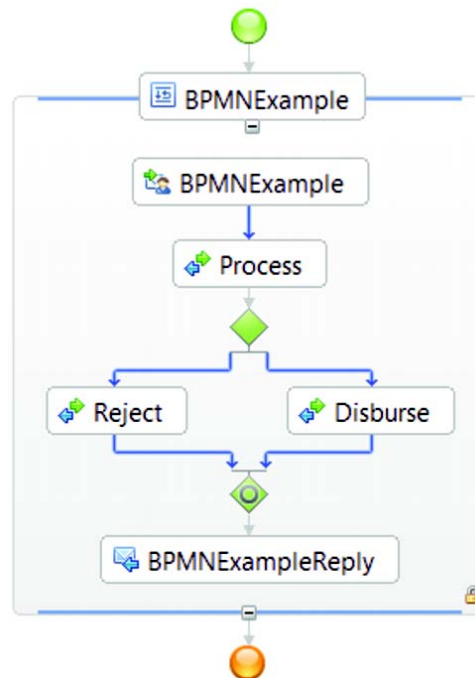 BPMNExample
BPMNExample
Process
Reject
Disburse
BPMNExampleReply